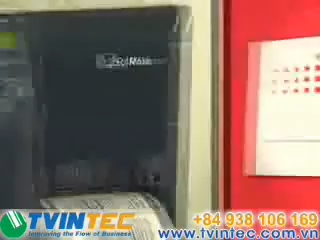 TVINTEC
Improving the Flow of Business
+84 938 106 169
www.tvintec.com.vn